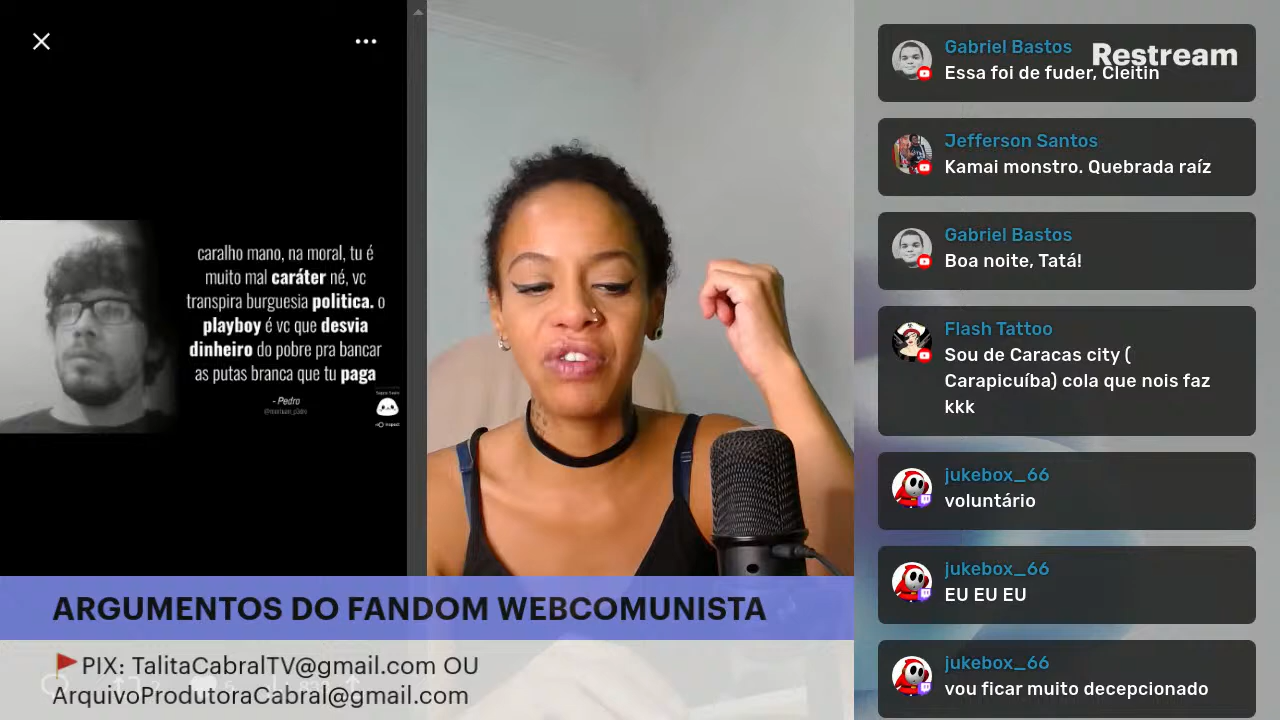 caralho mano, na moral, tu é
muito mal caráter né, vc
transpira burguesia politica. o
playboy é vc que desvia
dinheiro do pobre pra bancar
as putas branca que tu paga
- Pedro
ARGUMENTOS DO FANDOM WEBCOMUNISTA
PIX: TalitaCabralTV@gmail.com OU
ArquivoProdutoraCabral@gmail.com
Restream
Gabriel Bastos
Essa foi de fuder, Cleitin
Jefferson Santos
Kamai monstro. Quebrada raíz
Gabriel Bastos
Boa noite, Tatá!
Flash Tattoo
Sou de Caracas city (
Carapicuíba) cola que nois faz
kkk
jukebox_66
voluntário
jukebox_66
EU EU EU
jukebox_66
vou ficar muito decepcionado